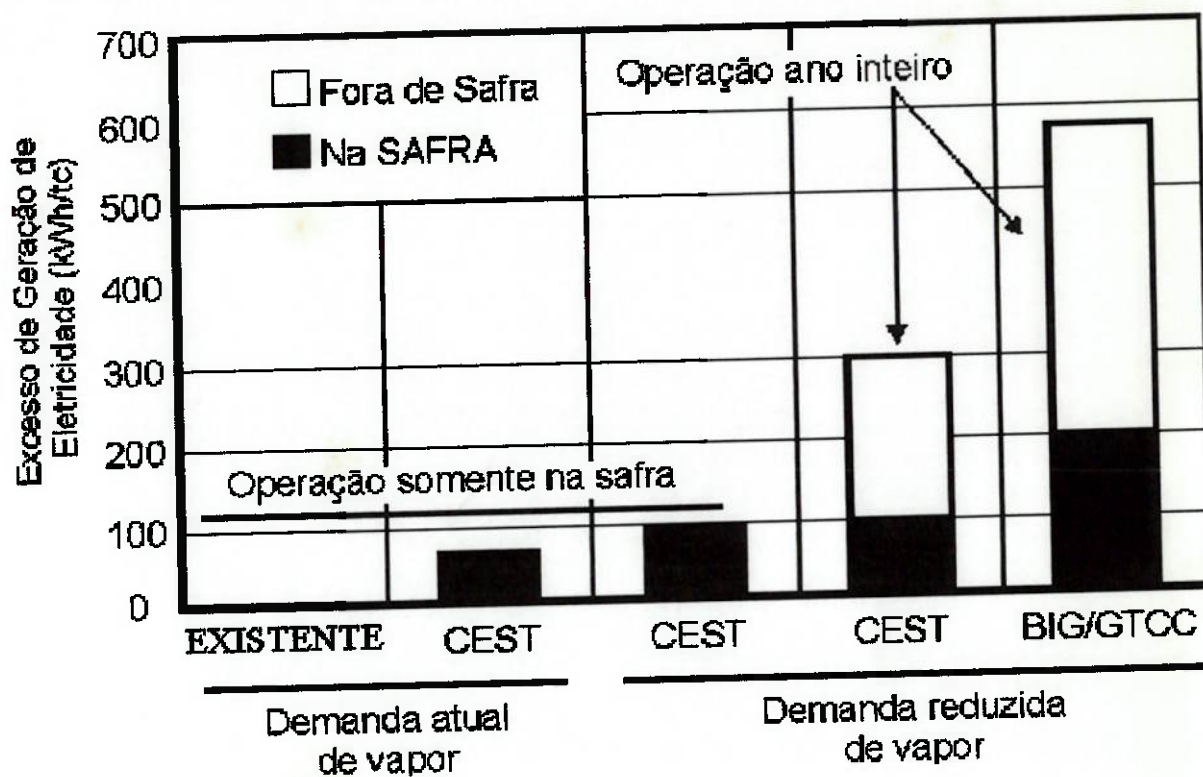 700
600
500
400
300
200
100
0
Excesso de Geração de
Eletricidade (kWh/tc)
Fora de Safra
Na SAFRA
Operação ano inteiro
Operação somente na safra
EXISTENTE
CEST
CEST
CEST
BIG/GTCC
Demanda atual
de vapor
Demanda reduzida
de vapor